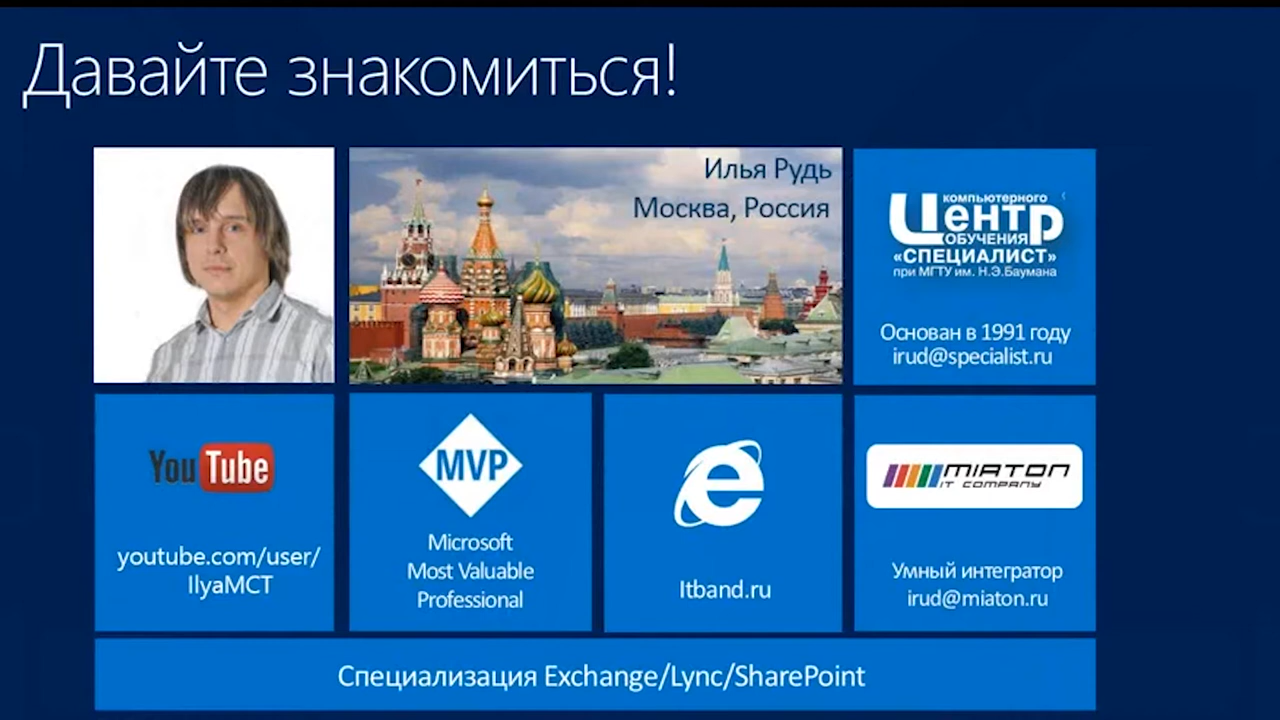 Давайте знакомиться!
Илья Рудь
Москва, Россия
компьютерного
Центр
ОБУЧЕНИЯ
«СПЕЦИАЛИСТ»
при МГТУ им. Н.Э.Баумана
Основан в 1991 году
irud@specialist.ru
YouTube
youtube.com/user/
IlyaMCT
MVP
Microsoft
Most Valuable
Professional
Itband.ru
MIATON
IT COMPANY
Умный интегратор
irud@miaton.ru
Специализация Exchange/Lync/SharePoint